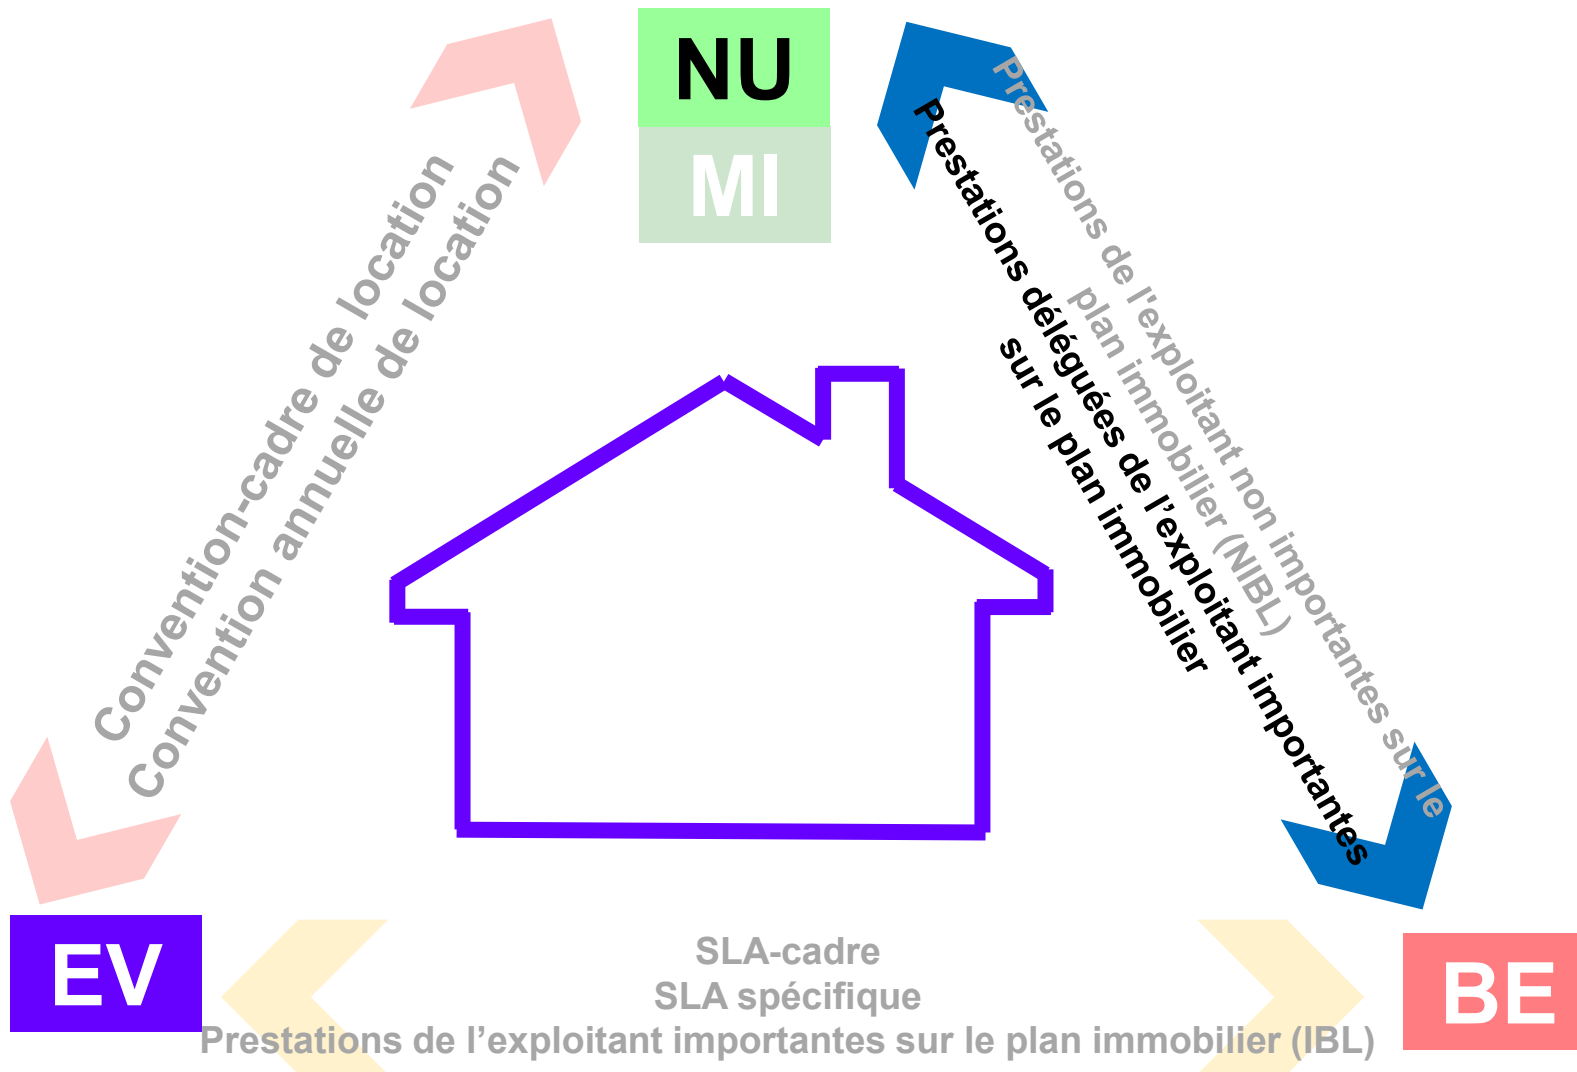 NU
MI
Convention-cadre de location
Convention annuelle de location
Prestations de l'exploitant non importantes sur le
plan immobilier (NIBL)
Prestations déléguées de l’exploitant importantes
sur le plan immobilier
EV
SLA-cadre
SLA spécifique
Prestations de l’exploitant importantes sur le plan immobilier (IBL)
BE